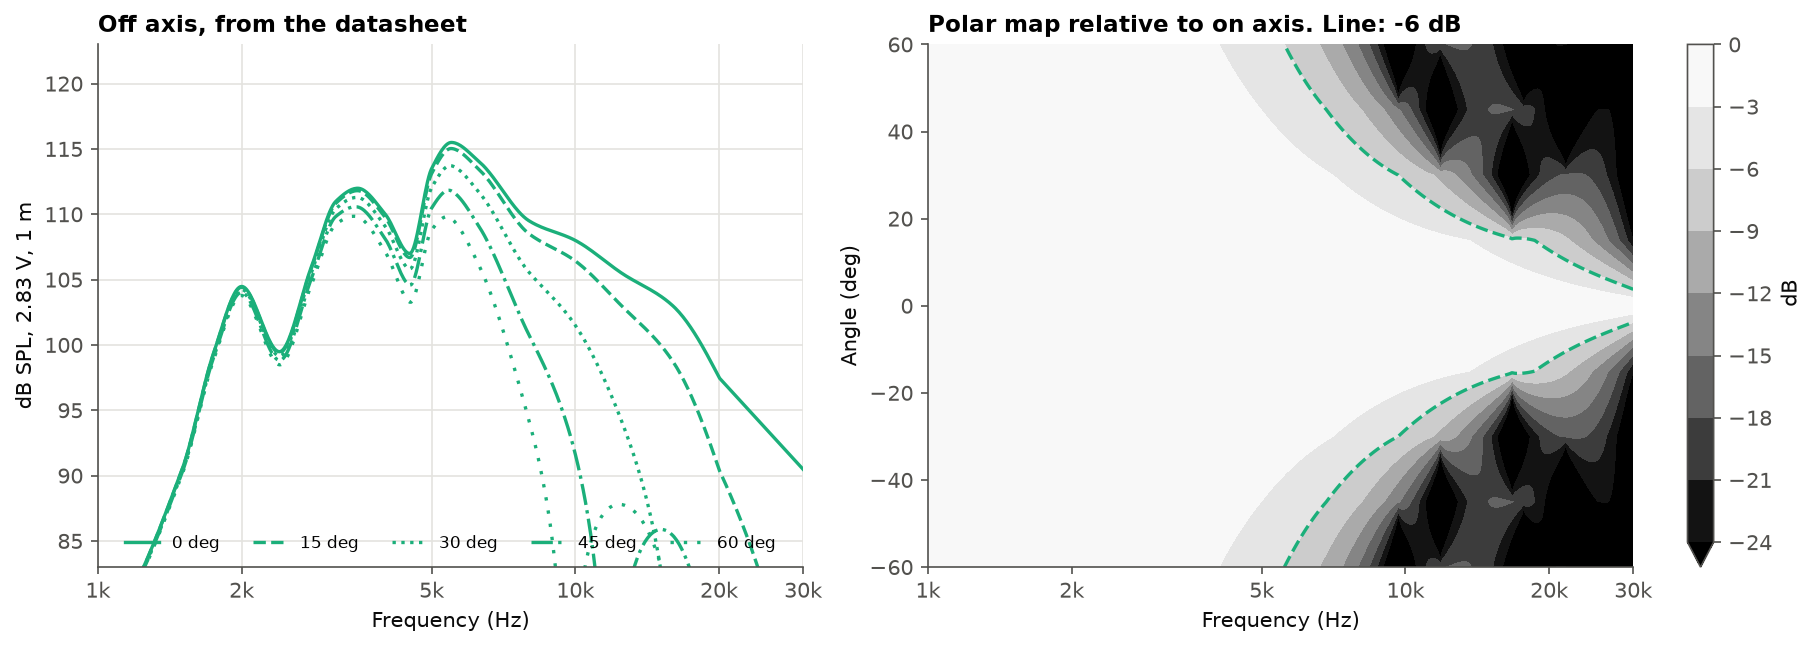 Off axis, from the datasheet
dB SPL, 2.83 V, 1 m
120
115
110
105
100
95
90
85
0 deg 15 deg 30 deg 45 deg 60 deg
1k 2k 5k 10k 20k 30k
Frequency (Hz)
Polar map relative to on axis. Line: -6 dB
Angle (deg)
60
40
20
0
−20
−40
−60
1k 2k 5k 10k 20k 30k
Frequency (Hz)
0
−3
−6
−9
−12
−15
−18
−21
−24
dB